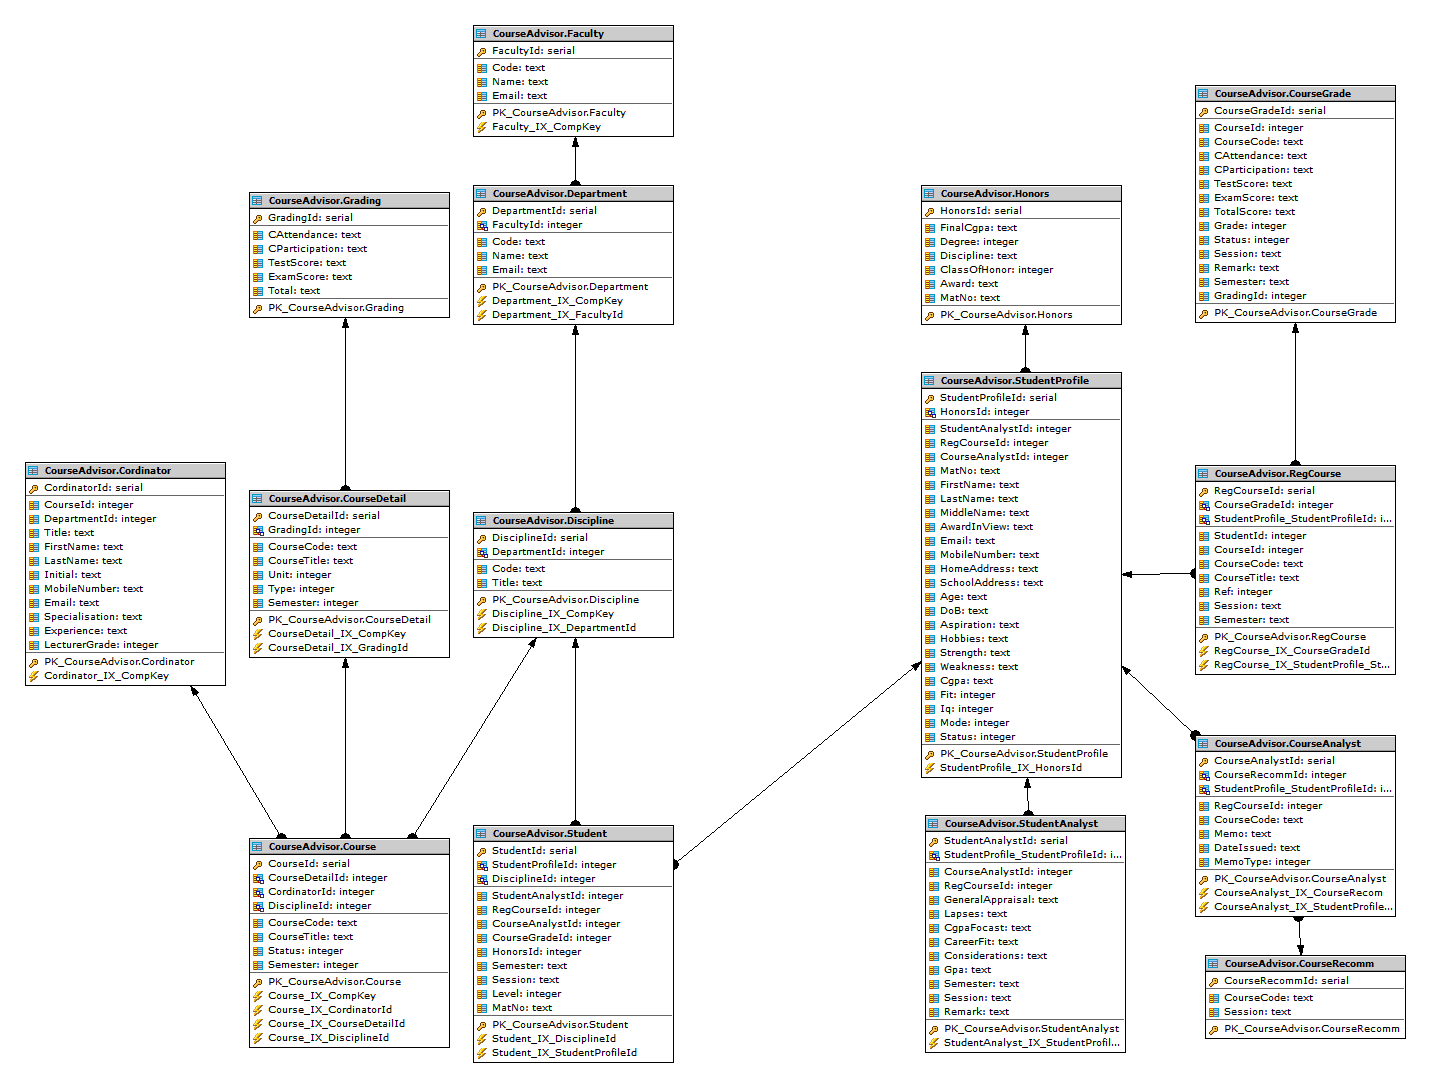 CourseAdvisor.Faculty
FacultyId: serial
Code: text
Name: text
Email: text
PK_CourseAdvisor.Faculty
Faculty_IX_CompKey
CourseAdvisor.Grading
GradingId: serial
CAttendance: text
CParticipation: text
TestScore: text
ExamScore: text
Total: text
PK_CourseAdvisor.Grading
CourseAdvisor.Department
DepartmentId: serial
FacultyId: integer
Code: text
Name: text
Email: text
PK_CourseAdvisor.Department
Department_IX_CompKey
Department_IX_FacultyId
CourseAdvisor.Honors
HonorsId: serial
FinalCgpa: text
Degree: integer
Discipline: text
ClassOfHonor: integer
Award: text
MatNo: text
PK_CourseAdvisor.Honors
CourseAdvisor.CourseGrade
CourseGradeId: serial
CourseId: integer
CourseCode: text
CAttendance: text
CParticipation: text
TestScore: text
ExamScore: text
TotalScore: text
Grade: integer
Status: integer
Session: text
Remark: text
Semester: text
GradingId: integer
PK_CourseAdvisor.CourseGrade
CourseAdvisor.Cordinator
CordinatorId: serial
CourseId: integer
DepartmentId: integer
Title: text
FirstName: text
LastName: text
Initial: text
MobileNumber: text
Email: text
Specialisation: text
Experience: text
LecturerGrade: integer
PK_CourseAdvisor.Cordinator
Cordinator_IX_CompKey
CourseAdvisor.CourseDetail
CourseDetailId: serial
GradingId: integer
CourseCode: text
CourseTitle: text
Unit: integer
Type: integer
Semester: integer
PK_CourseAdvisor.CourseDetail
CourseDetail_IX_CompKey
CourseDetail_IX_GradingId
CourseAdvisor.Discipline
DisciplineId: serial
DepartmentId: integer
Code: text
Title: text
PK_CourseAdvisor.Discipline
Discipline_IX_CompKey
Discipline_IX_DepartmentId
CourseAdvisor.StudentProfile
StudentProfileId: serial
HonorsId: integer
StudentAnalystId: integer
RegCourseId: integer
CourseAnalystId: integer
MatNo: text
FirstName: text
LastName: text
MiddleName: text
AwardInView: text
Email: text
MobileNumber: text
HomeAddress: text
SchoolAddress: text
Age: text
DoB: text
Aspiration: text
Hobbies: text
Strength: text
Weakness: text
Cgpa: text
Fit: integer
Iq: integer
Mode: integer
Status: integer
PK_CourseAdvisor.StudentProfile
StudentProfile_IX_HonorsId
CourseAdvisor.RegCourse
RegCourseId: serial
CourseGradeId: integer
StudentProfile_StudentProfileId: i...
StudentId: integer
CourseId: integer
CourseCode: text
CourseTitle: text
Ref: integer
Session: text
Semester: text
PK_CourseAdvisor.RegCourse
RegCourse_IX_CourseGradeId
RegCourse_IX_StudentProfile_St...
CourseAdvisor.Course
CourseId: serial
CourseDetailId: integer
CordinatorId: integer
DisciplineId: integer
CourseCode: text
CourseTitle: text
Status: integer
Semester: integer
PK_CourseAdvisor.Course
Course_IX_CompKey
Course_IX_CordinatorId
Course_IX_CourseDetailId
Course_IX_DisciplineId
CourseAdvisor.Student
StudentId: serial
StudentProfileId: integer
DisciplineId: integer
StudentAnalystId: integer
RegCourseId: integer
CourseAnalystId: integer
CourseGradeId: integer
HonorsId: integer
Semester: text
Session: text
Level: integer
MatNo: text
PK_CourseAdvisor.Student
Student_IX_DisciplineId
Student_IX_StudentProfileId
CourseAdvisor.StudentAnalyst
StudentAnalystId: serial
StudentProfile_StudentProfileId: i...
CourseAnalystId: integer
RegCourseId: integer
GeneralAppraisal: text
Lapses: text
CgpaFocast: text
CareerFit: text
Considerations: text
Gpa: text
Semester: text
Session: text
Remark: text
PK_CourseAdvisor.StudentAnalyst
StudentAnalyst_IX_StudentProfil...
CourseAdvisor.CourseAnalyst
CourseAnalystId: serial
CourseRecommId: integer
StudentProfile_StudentProfileId: i...
RegCourseId: integer
CourseCode: text
Memo: text
DateIssued: text
MemoType: integer
PK_CourseAdvisor.CourseAnalyst
CourseAnalyst_IX_CourseRecom
CourseAnalyst_IX_StudentProfile...
CourseAdvisor.CourseRecomm
CourseRecommId: serial
CourseCode: text
Session: text
PK_CourseAdvisor.CourseRecomm